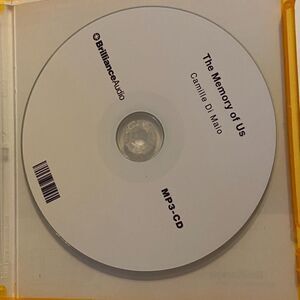 BrillianceAudio
The Memory of Us
Camille Di Maio
MP3-CD